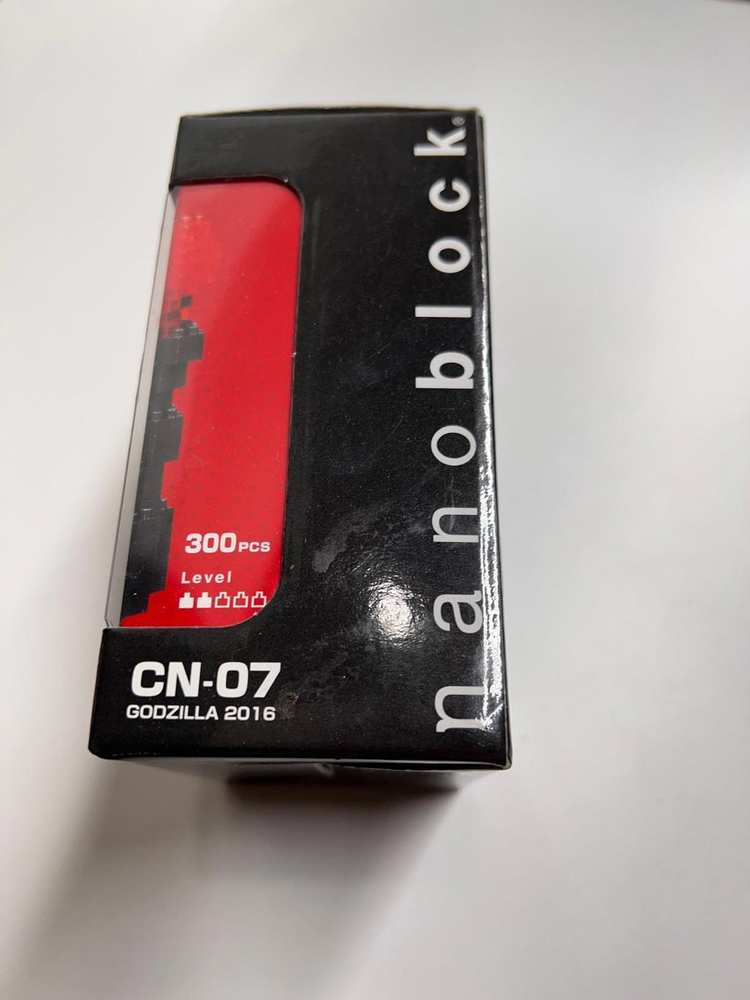 nanoblock®
300PCS
Level
CN-07
GODZILLA 2016